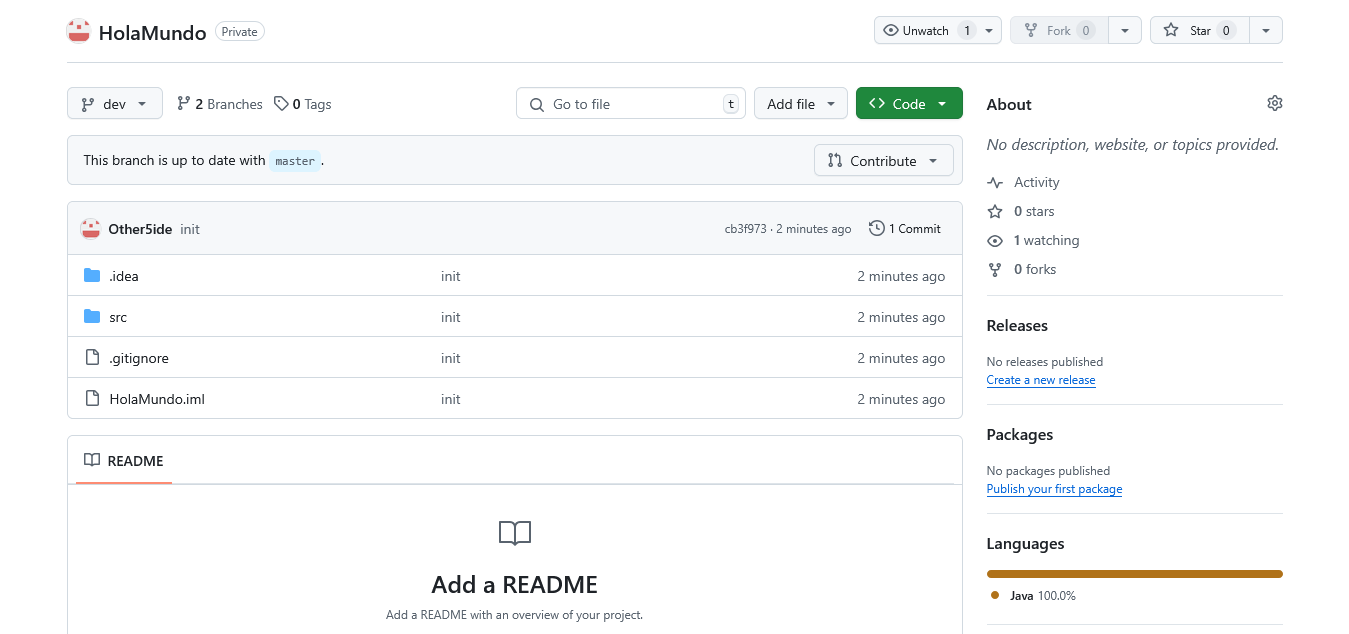 HolaMundo Private
Unwatch 1 Fork 0 Star 0
dev 2 Branches 0 Tags Go to file t Add file Code
This branch is up to date with master .
Contribute
Other5ide init cb3f973 · 2 minutes ago 1 Commit
.idea init 2 minutes ago
src init 2 minutes ago
.gitignore init 2 minutes ago
HolaMundo.iml init 2 minutes ago
README
Add a README
Add a README with an overview of your project.
About
No description, website, or topics provided.
Activity
0 stars
1 watching
0 forks
Releases
No releases published
Create a new release
Packages
No packages published
Publish your first package
Languages
Java 100.0%